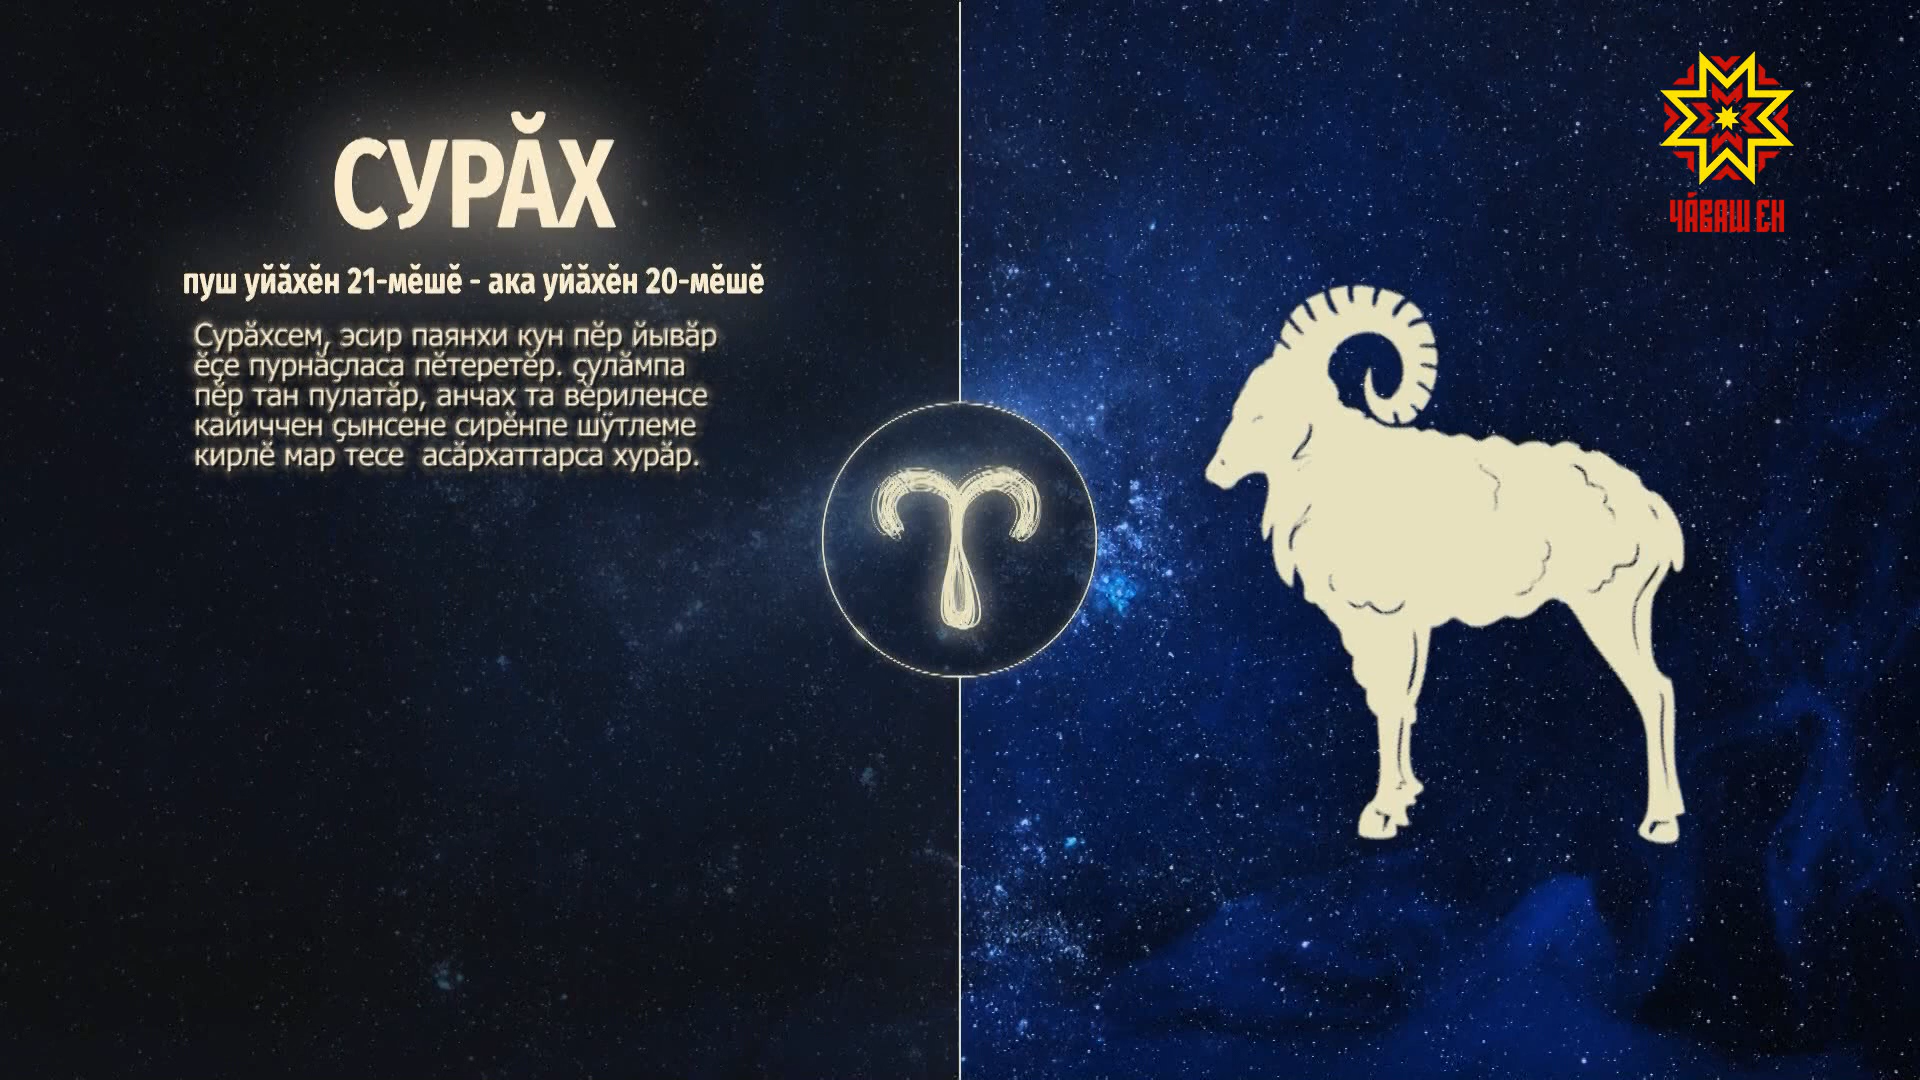 СУРӐХ
пуш уйӑхӗн 21-мӗшӗ - ака уйӑхӗн 20-мӗшӗ
Сурӑхсем, эсир паянхи кун пӗр йывӑр
ӗҫе пурнӑҫласа пӗтеретӗр. ҫулӑмпа
пӗр тан пулатӑр, анчах та вӗриленсе
кайиччен ҫынсене сирӗнпе шӳтлеме
кирлӗ мар тесе асӑрхаттарса хурӑр.
ЧӐВАШ ЕН